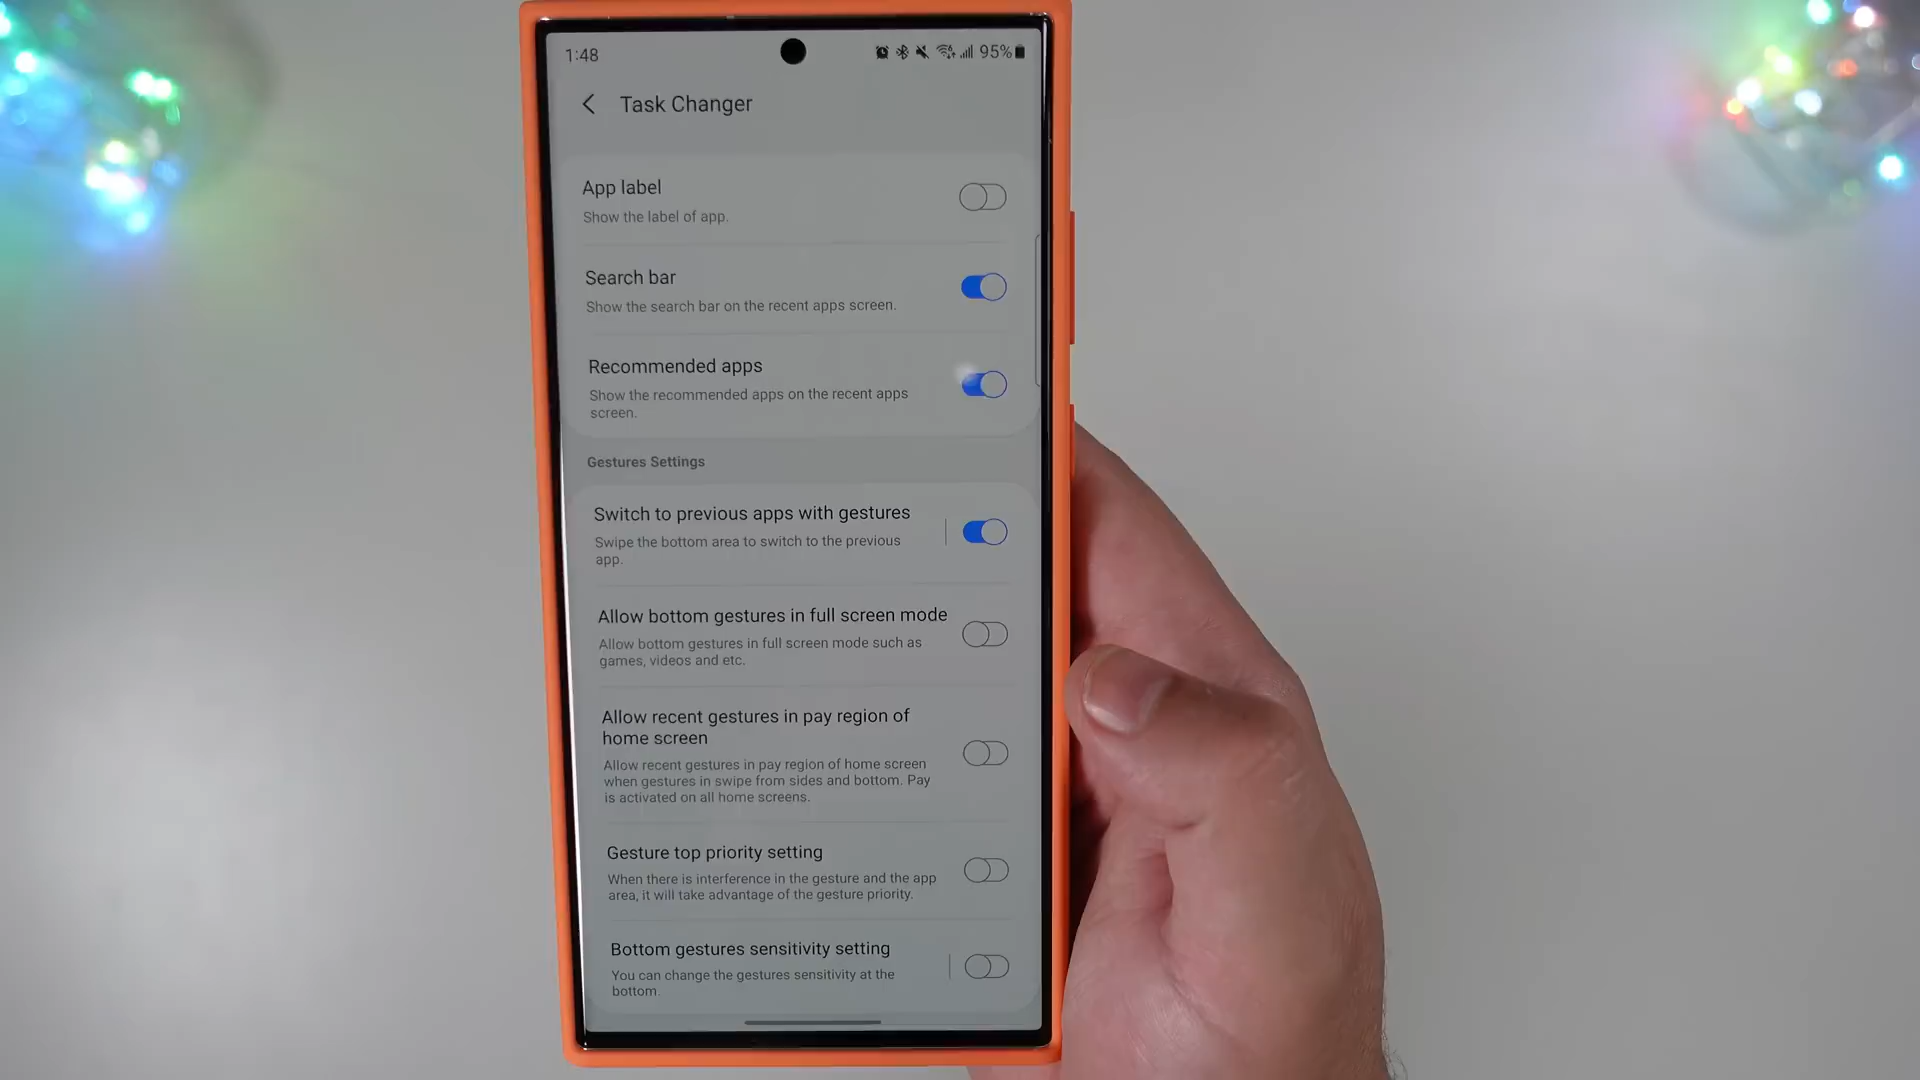 1:48
95%
Task Changer
App label
Show the label of app.
Search bar
Show the search bar on the recent apps screen.
Recommended apps
Show the recommended apps on the recent apps
screen.
Gestures Settings
Switch to previous apps with gestures
Swipe the bottom area to switch to the previous
app.
Allow bottom gestures in full screen mode
Allow bottom gestures in full screen mode such as
games, videos and etc.
Allow recent gestures in pay region of
home screen
Allow recent gestures in pay region of home screen
when gestures in swipe from sides and bottom. Pay
is activated on all home screens.
Gesture top priority setting
When there is interference in the gesture and the app
area, it will take advantage of the gesture priority.
Bottom gestures sensitivity setting
You can change the gestures sensitivity at the
bottom.